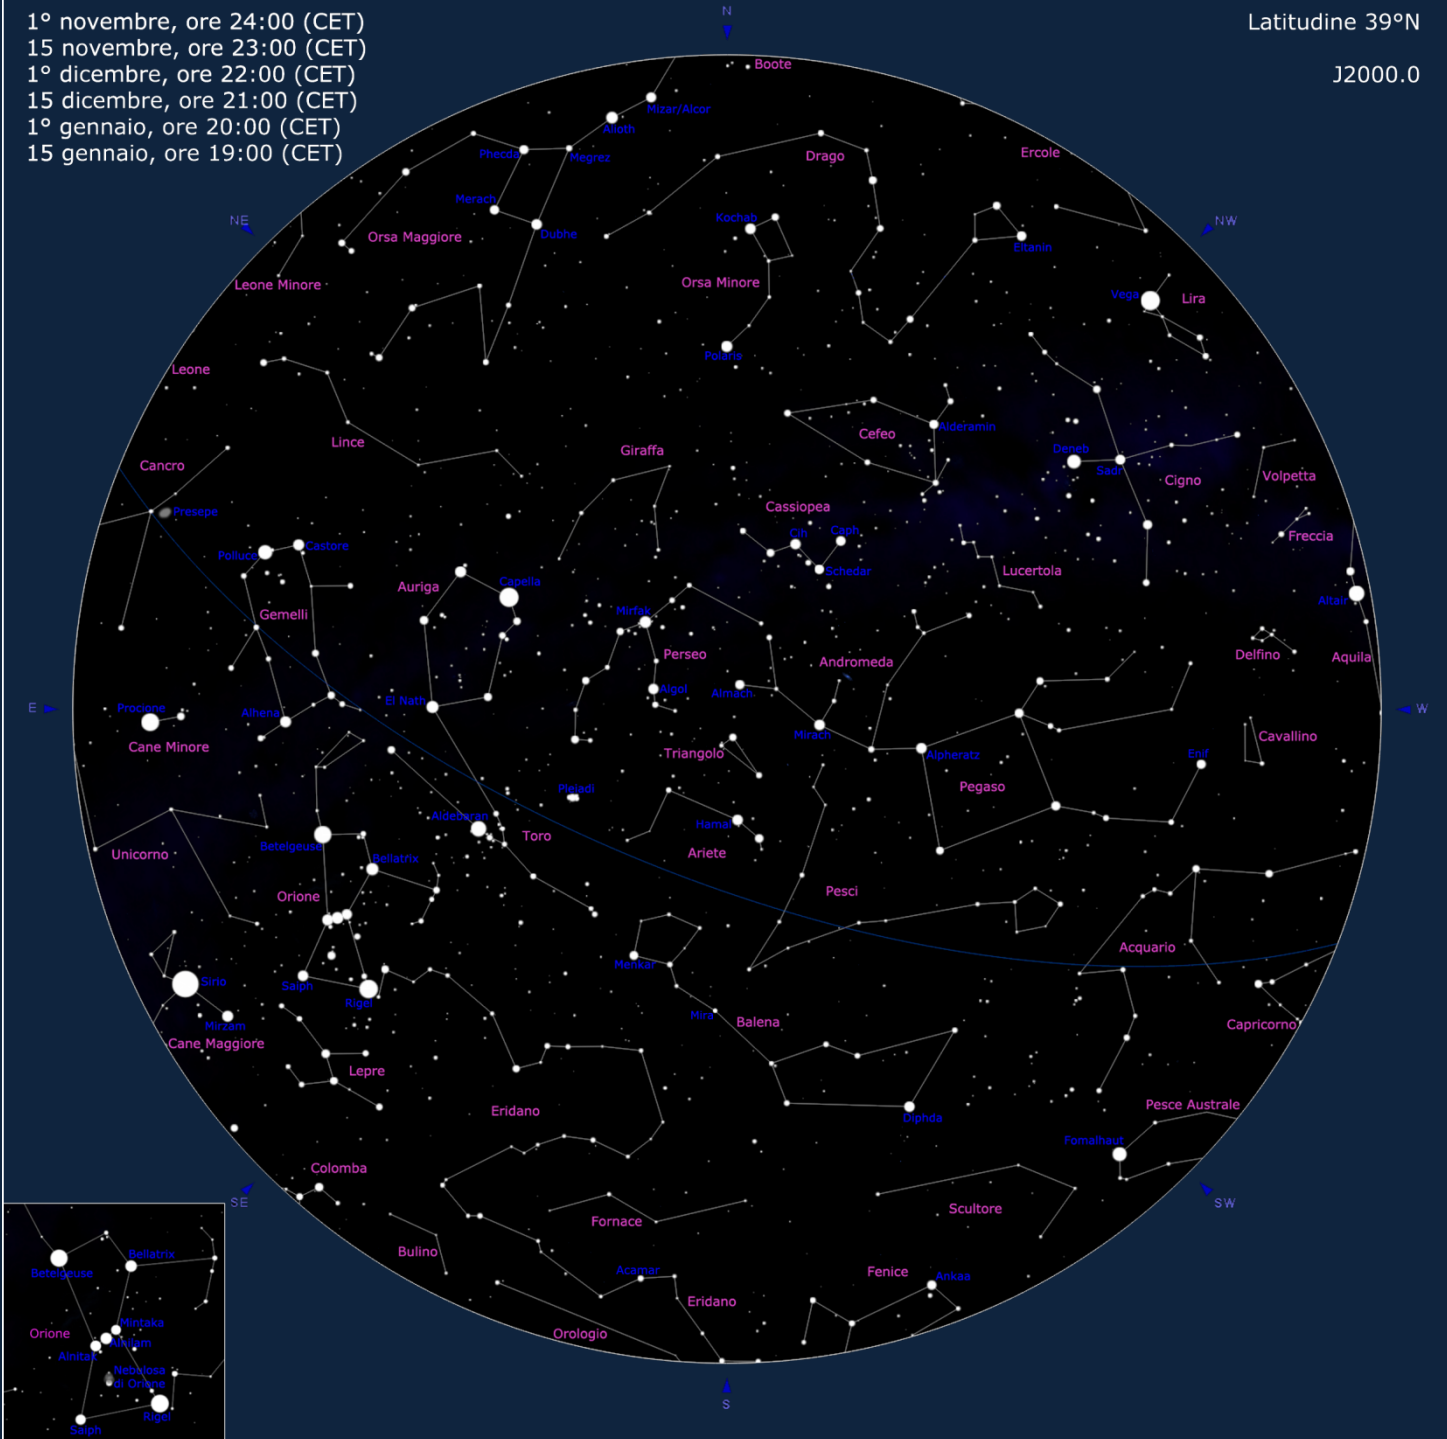 1° novembre, ore 24:00 (CET)
15 novembre, ore 23:00 (CET)
1° dicembre, ore 22:00 (CET)
15 dicembre, ore 21:00 (CET)
1° gennaio, ore 20:00 (CET)
15 gennaio, ore 19:00 (CET)
N
Latitudine 39°N
J2000.0
Boote
Mizar/Alcor
Alioth
Phecda
Megrez
Drago
Ercole
Merach
Kochab
NE
NW
Orsa Maggiore
Dubhe
Eltanin
Leone Minore
Orsa Minore
Vega
Lira
Polaris
Leone
Lince
Giraffa
Cefeo
Alderamin
Deneb
Sadr
Cancro
Cigno
Volpetta
Presepe
Cassiopea
Cih
Caph
Freccia
Polluce
Castore
Schedar
Lucertola
Auriga
Capella
Altair
Gemelli
Mirfak
Perseo
Andromeda
Delfino
Aquila
Algol
Almach
E
Procione
Alhena
El Nath
W
Cane Minore
Mirach
Cavallino
Triangolo
Alpheratz
Enif
Pleiadi
Pegaso
Aldebaran
Toro
Hamal
Betelgeuse
Unicorno
Bellatrix
Ariete
Orione
Pesci
Acquario
Menkar
Sirio
Saiph
Rigel
Mirzam
Mira
Balena
Capricorno
Cane Maggiore
Lepre
Eridano
Diphda
Pesce Australe
Fomalhaut
Colomba
SE
SW
Fornace
Scultore
Bulino
Acamar
Fenice
Ankaa
Eridano
Orologio
S
Betelgeuse
Bellatrix
Orione
Mintaka
Alnilam
Alnitak
Nebulosa
di Orione
Rigel
Saiph